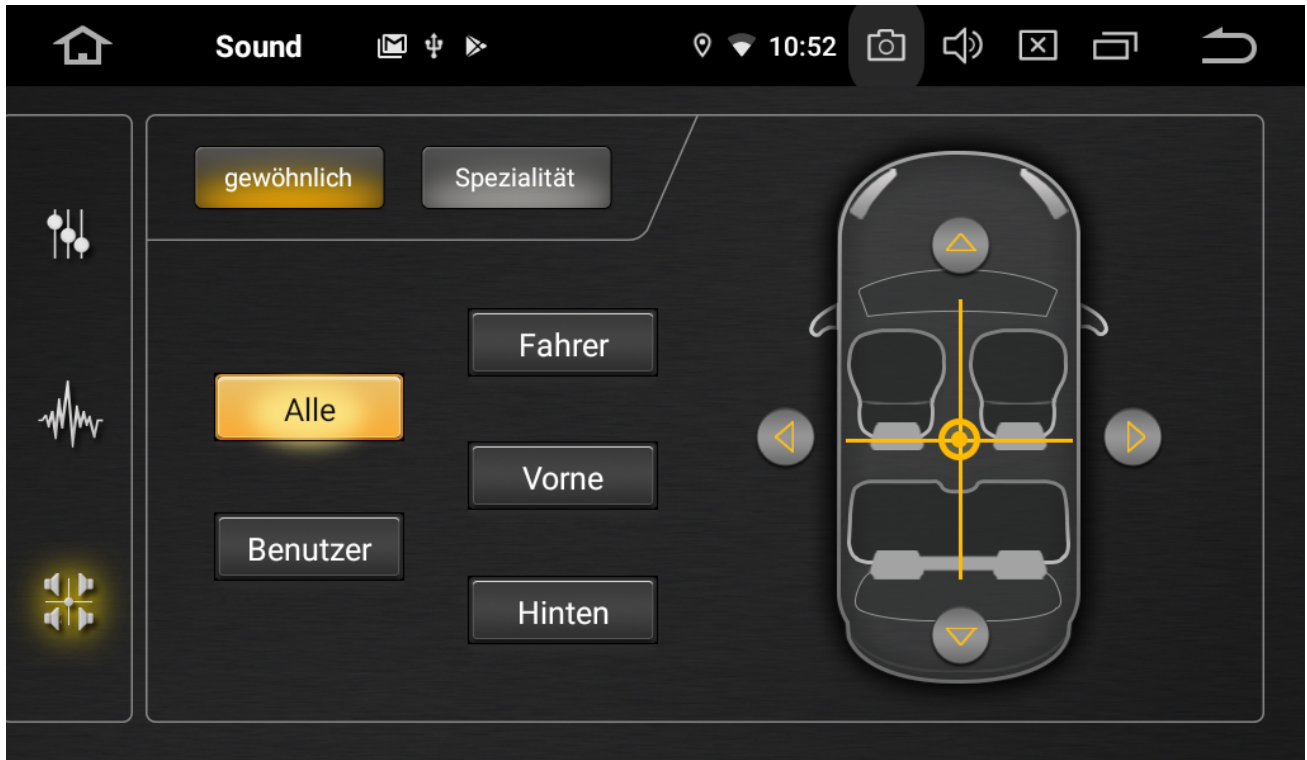 Sound 10:52
gewöhnlich Spezialität
Fahrer
Alle
Vorne
Benutzer
Hinten